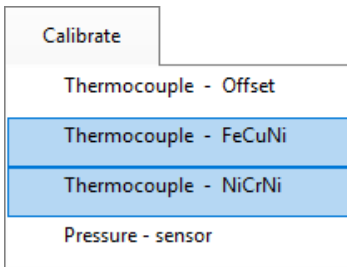 Calibrate
Thermocouple - Offset
Thermocouple - FeCuNi
Thermocouple - NiCrNi
Pressure - sensor